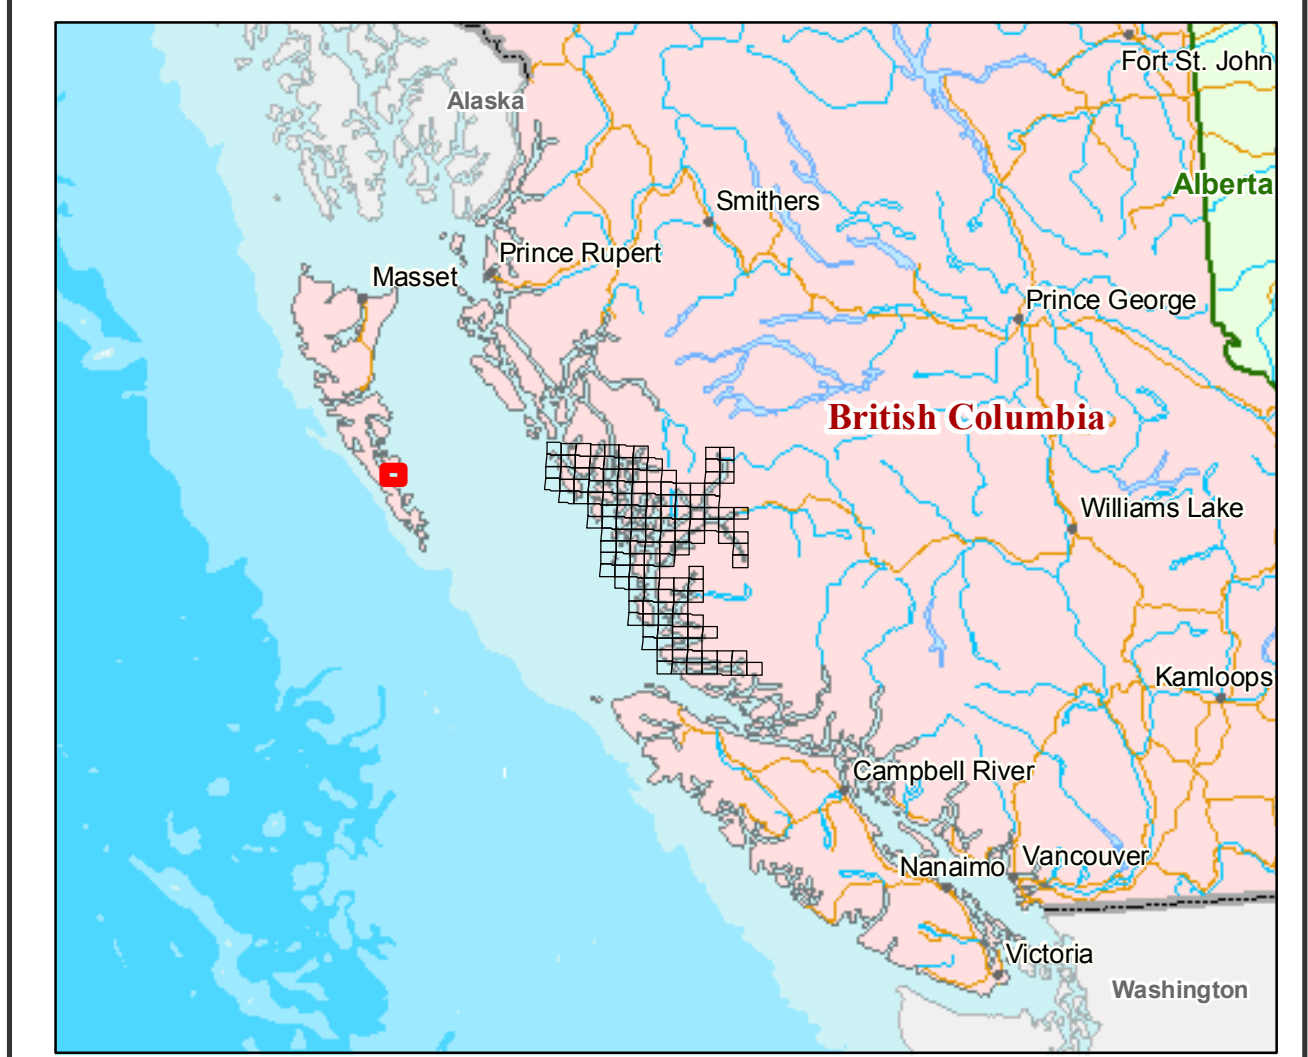 Fort St. John
Alaska
Alberta
Smithers
Prince Rupert
Masset
Prince George
British Columbia
Williams Lake
Kamloops
Campbell River
Vancouver
Nanaimo
Victoria
Washington